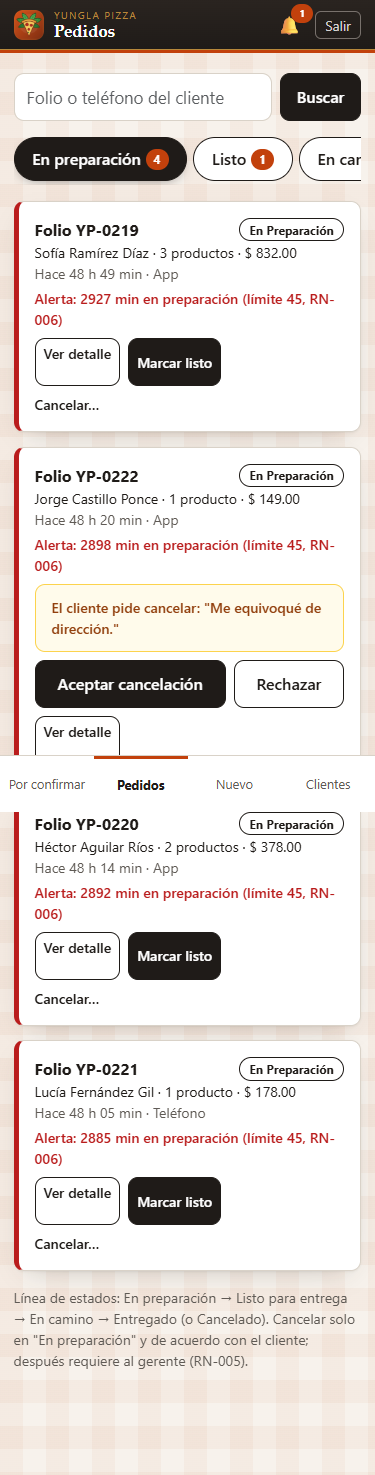 YUNGLA PIZZA
Pedidos
1
Salir
Folio o teléfono del cliente
Buscar
En preparación 4
Listo 1
En car
Folio YP-0219
En Preparación
Sofía Ramírez Díaz · 3 productos · $ 832.00
Hace 48 h 49 min · App
Alerta: 2927 min en preparación (límite 45, RN-
006)
Ver detalle
Marcar listo
Cancelar...
Folio YP-0222
En Preparación
Jorge Castillo Ponce · 1 producto · $ 149.00
Hace 48 h 20 min · App
Alerta: 2898 min en preparación (límite 45, RN-
006)
El cliente pide cancelar: "Me equivoqué de
dirección."
Aceptar cancelación
Rechazar
Ver detalle
Por confirmar
Pedidos
Nuevo
Clientes
Folio YP-0220
En Preparación
Héctor Aguilar Ríos · 2 productos · $ 378.00
Hace 48 h 14 min · App
Alerta: 2892 min en preparación (límite 45, RN-
006)
Ver detalle
Marcar listo
Cancelar...
Folio YP-0221
En Preparación
Lucía Fernández Gil · 1 producto · $ 178.00
Hace 48 h 05 min · Teléfono
Alerta: 2885 min en preparación (límite 45, RN-
006)
Ver detalle
Marcar listo
Cancelar...
Línea de estados: En preparación → Listo para entrega
→ En camino → Entregado (o Cancelado). Cancelar solo
en "En preparación" y de acuerdo con el cliente;
después requiere al gerente (RN-005).